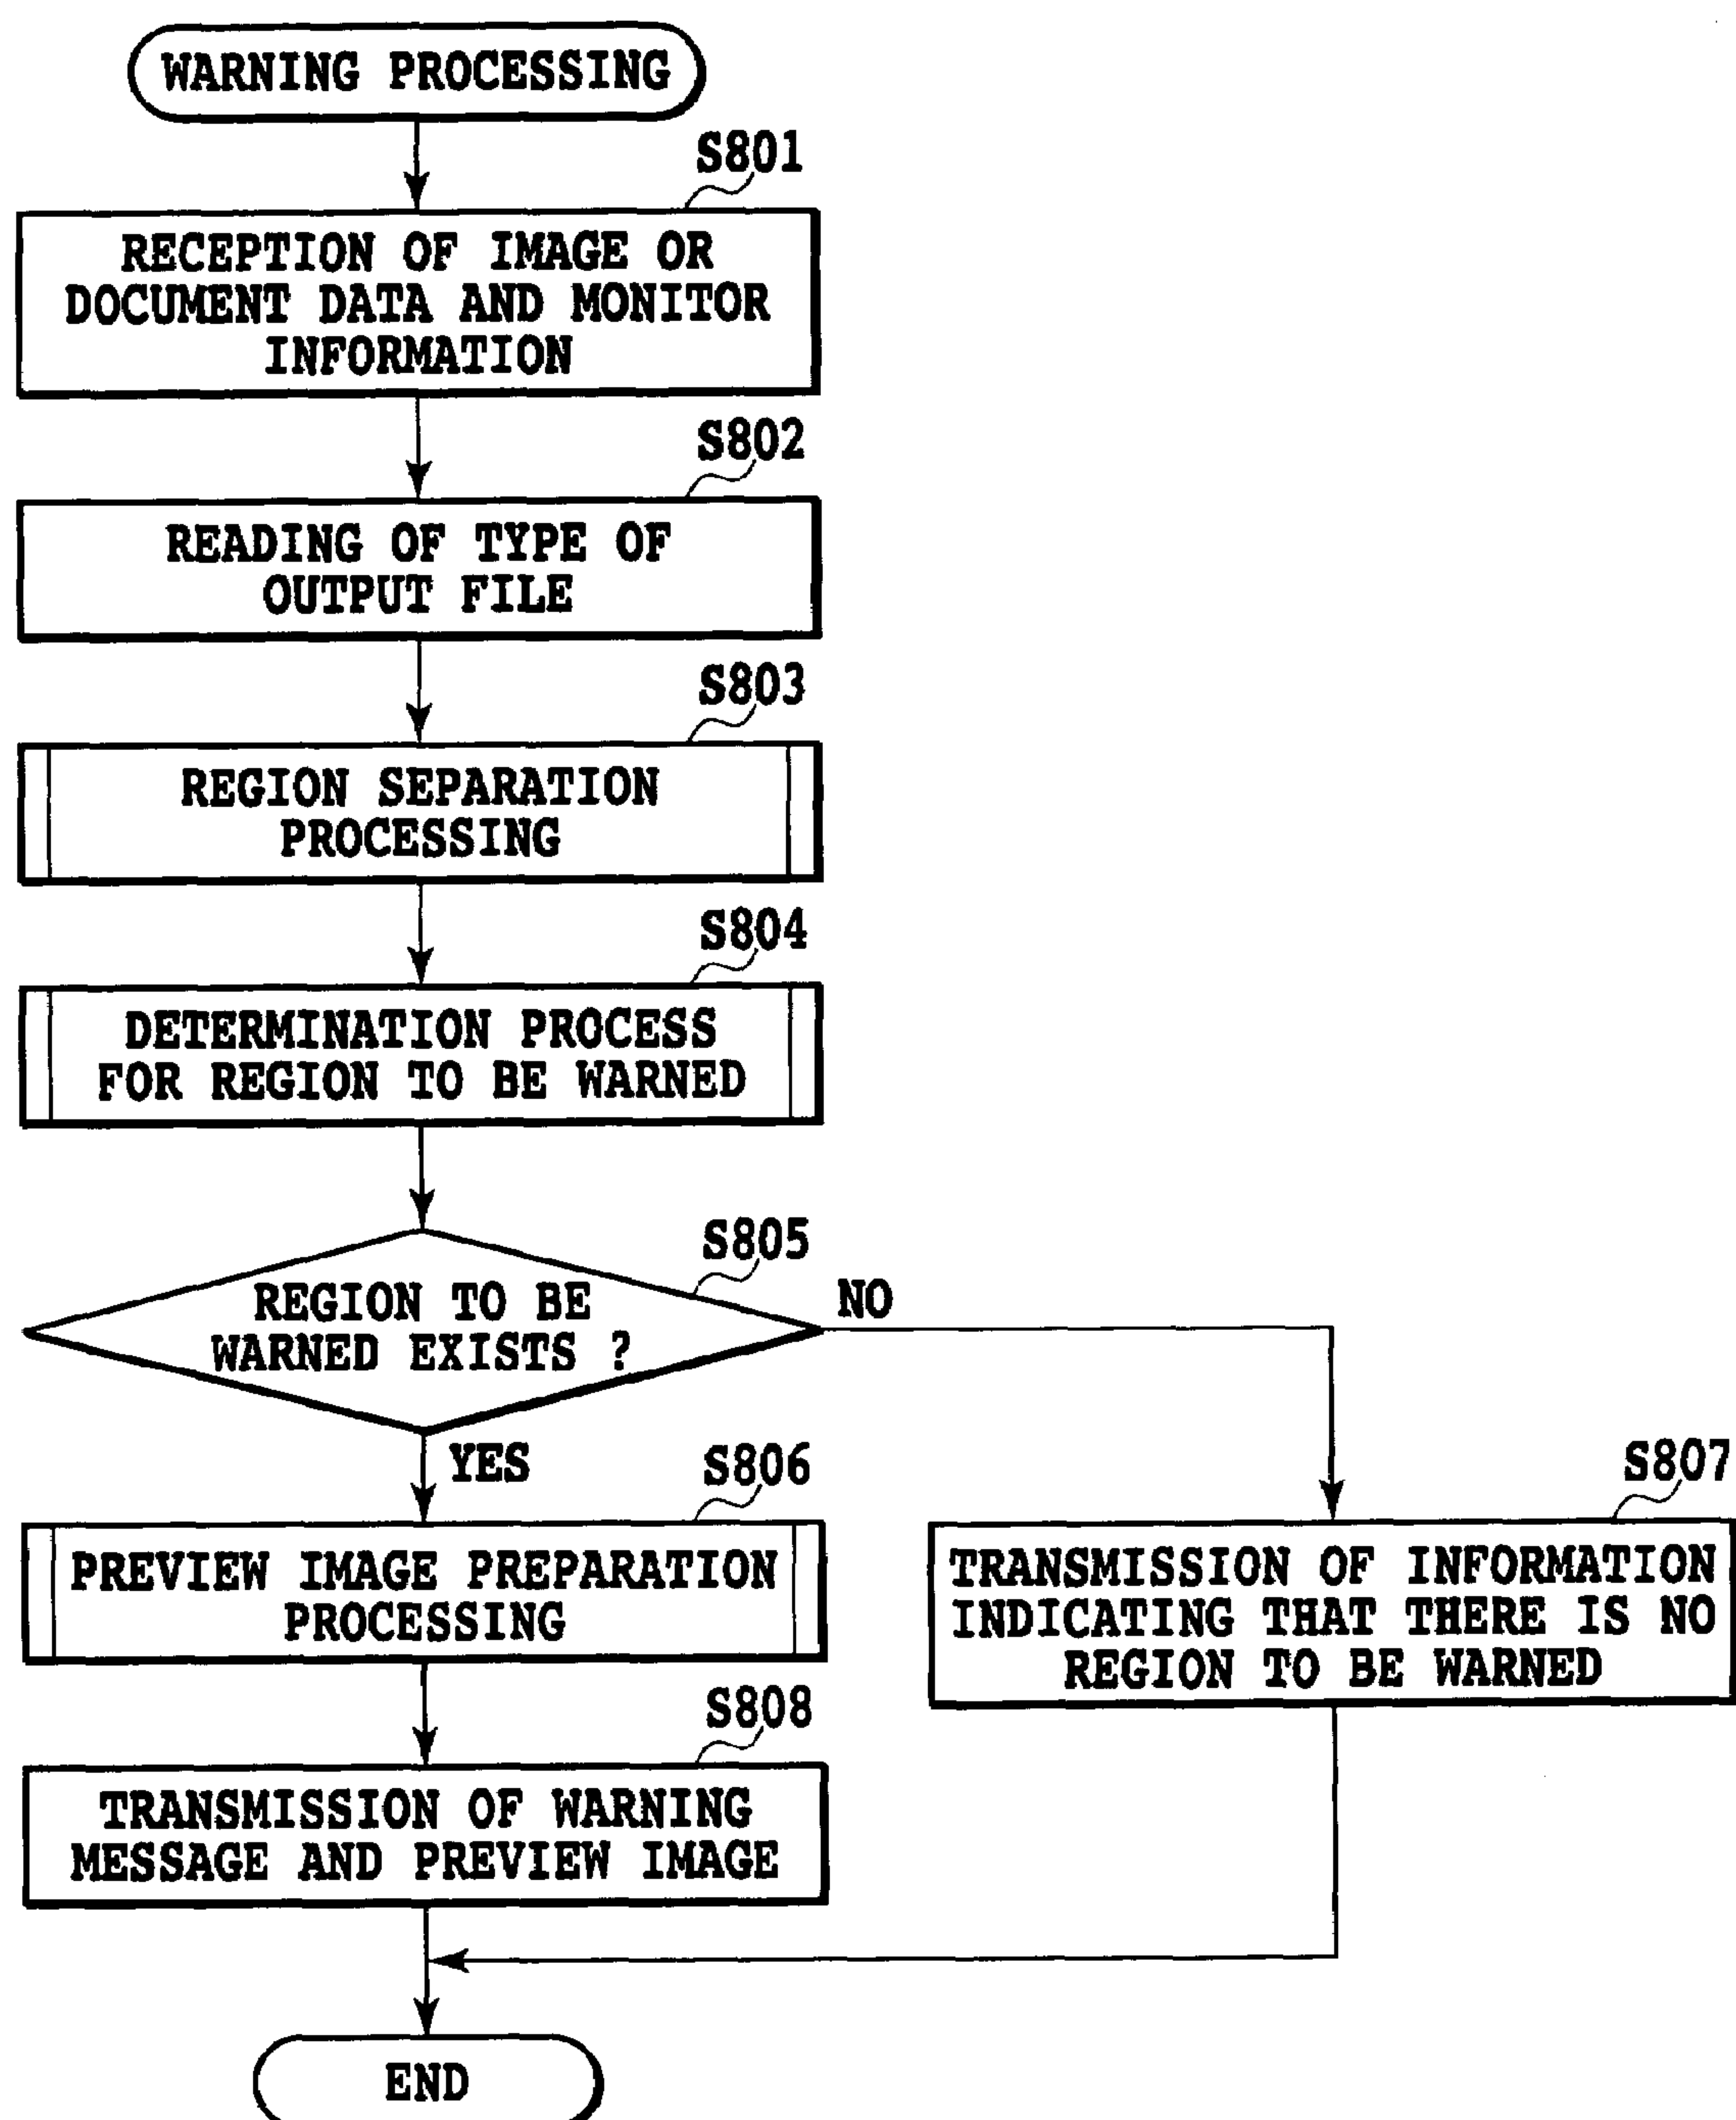 WARNING PROCESSING
S801
RECEPTION OF IMAGE OR
DOCUMENT DATA AND MONITOR
INFORMATION
S802
READING OF TYPE OF
OUTPUT FILE
S803
REGION SEPARATION
PROCESSING
S804
DETERMINATION PROCESS
FOR REGION TO BE WARNED
S805
REGION TO BE
WARNED EXISTS ?
NO
YES
S806
PREVIEW IMAGE PREPARATION
PROCESSING
S807
TRANSMISSION OF INFORMATION
INDICATING THAT THERE IS NO
REGION TO BE WARNED
S808
TRANSMISSION OF WARNING
MESSAGE AND PREVIEW IMAGE
END